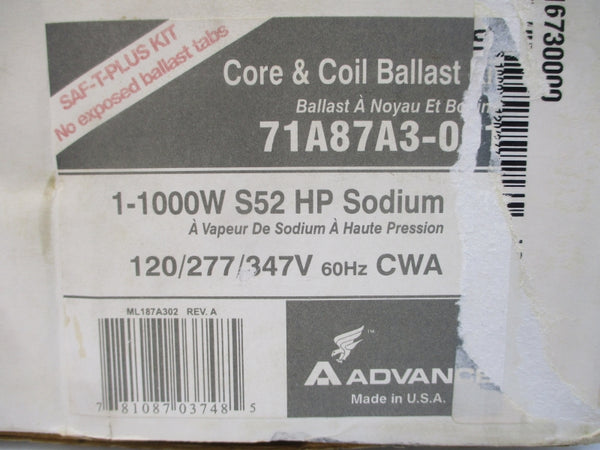 SAF-T-PLUS KIT
No exposed ballast tabs
Core & Coil Ballast
Ballast À Noyau Et
71A87A3-0
1-1000W S52 HP Sodium
À Vapeur De Sodium À Haute Pression
120/277/347V 60Hz CWA
ML187A302 REV. A
7 81087 03748 5
ADVANC
TM
Made in U.S.A.